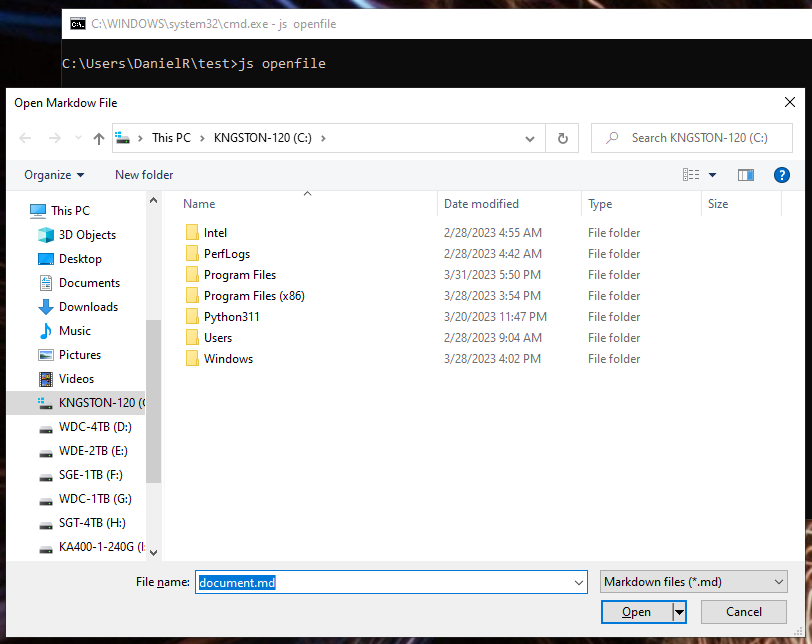 C:\WINDOWS\system32\cmd.exe - js openfile
C:\Users\DanielR\test>js openfile
Open Markdow File
This PC › KNGSTON-120 (C:) ›
Search KNGSTON-120 (C:)
Organize
New folder
Name Date modified Type Size
This PC
3D Objects
Desktop
Documents
Downloads
Music
Pictures
Videos
KNGSTON-120 (C
WDC-4TB (D:)
WDE-2TB (E:)
SGE-1TB (F:)
WDC-1TB (G:)
SGT-4TB (H:)
KA400-1-240G (I:
Intel 2/28/2023 4:55 AM File folder
PerfLogs 2/28/2023 4:42 AM File folder
Program Files 3/31/2023 5:50 PM File folder
Program Files (x86) 3/28/2023 3:54 PM File folder
Python311 3/20/2023 11:47 PM File folder
Users 2/28/2023 9:04 AM File folder
Windows 3/28/2023 4:02 PM File folder
File name: document.md
Markdown files (*.md)
Open
Cancel